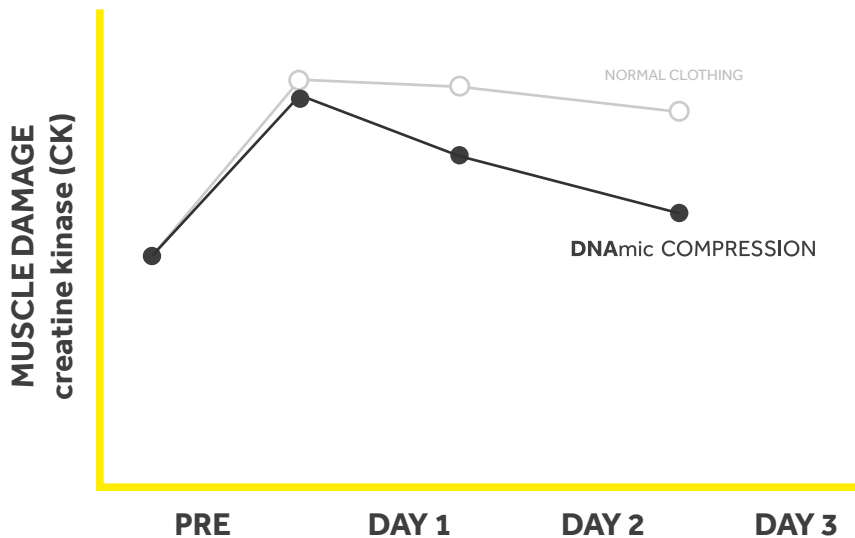 MUSCLE DAMAGE
creatine kinase (CK)
NORMAL CLOTHING
DNAmic COMPRESSION
PRE DAY 1 DAY 2 DAY 3